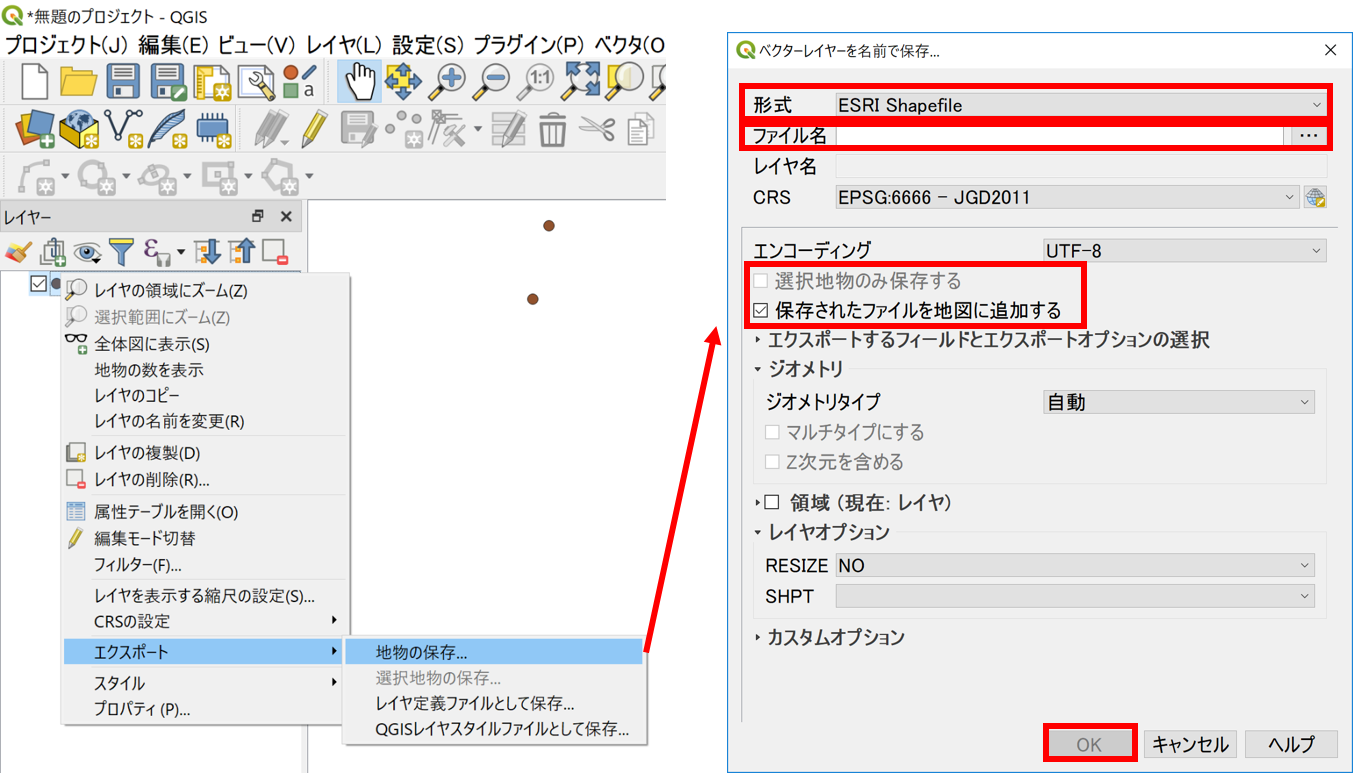 *無題のプロジェクト - QGIS
プロジェクト(J) 編集(E) ビュー(V) レイヤ(L) 設定(S) プラグイン(P) ベクタ(O
1:1
a
レイヤー
レイヤの領域にズーム(Z)
選択範囲にズーム(Z)
全体図に表示(S)
地物の数を表示
レイヤのコピー
レイヤの名前を変更(R)
レイヤの複製(D)
レイヤの削除(R)...
属性テーブルを開く(O)
編集モード切替
フィルター(F)...
レイヤを表示する縮尺の設定(S)...
CRSの設定
エクスポート
スタイル
プロパティ(P)...
地物の保存...
選択地物の保存...
レイヤ定義ファイルとして保存...
QGISレイヤスタイルファイルとして保存...
ベクターレイヤーを名前で保存...
形式 ESRI Shapefile
ファイル名 ...
レイヤ名
CRS EPSG:6666 - JGD2011
エンコーディング UTF-8
選択地物のみ保存する
保存されたファイルを地図に追加する
エクスポートするフィールドとエクスポートオプションの選択
ジオメトリ
ジオメトリタイプ 自動
マルチタイプにする
Z次元を含める
領域 (現在: レイヤ)
レイヤオプション
RESIZE NO
SHPT
カスタムオプション
OK キャンセル ヘルプ